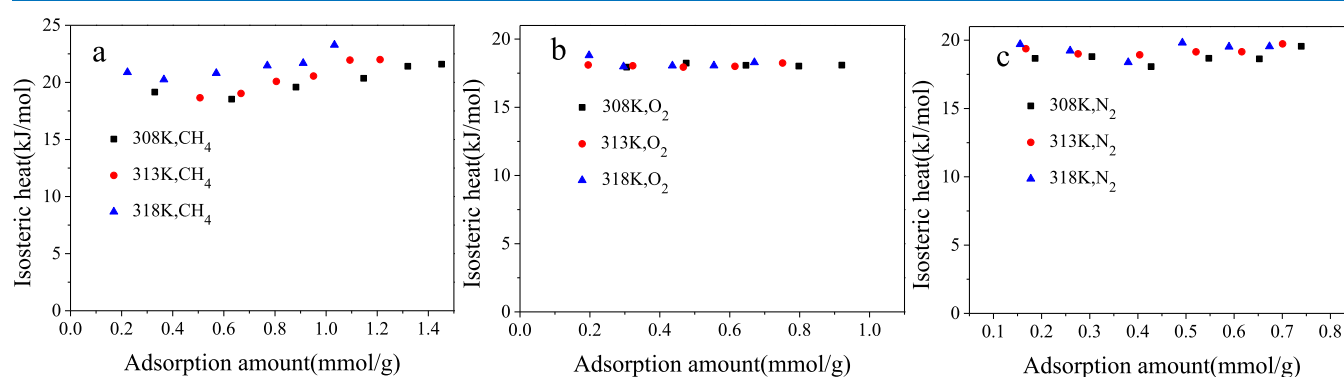 a
25
20
15
10
5
0
Isosteric heat(kJ/mol)
308K,CH4
313K,CH4
318K,CH4
0.0 0.2 0.4 0.6 0.8 1.0 1.2 1.4
Adsorption amount(mmol/g)
b
20
15
10
5
0
Isosteric heat(kJ/mol)
308K,O2
313K,O2
318K,O2
0.0 0.2 0.4 0.6 0.8 1.0
Adsorption amount(mmol/g)
c
20
15
10
5
0
Isosteric heat(kJ/mol)
308K,N2
313K,N2
318K,N2
0.1 0.2 0.3 0.4 0.5 0.6 0.7 0.8
Adsorption amount(mmol/g)